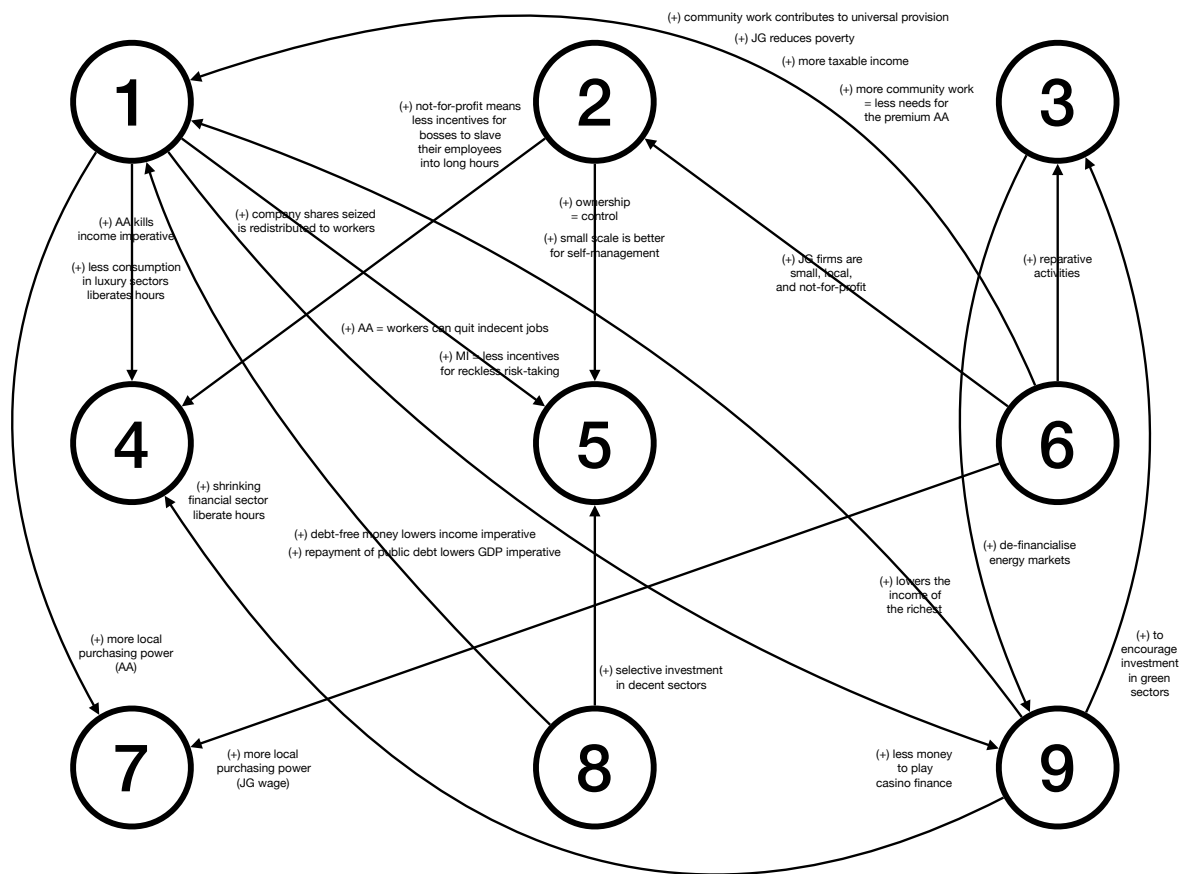 (+) community work contributes to universal provision
(+) JG reduces poverty
(+) more taxable income
(+) more community work
= less needs for
the premium AA
1
2
3
(+) not-for-profit means
less incentives for
bosses to slave
their employees
into long hours
(+) ownership
= control
(+) small scale is better
for self-management
(+) AA kills
income imperative
(+) less consumption
in luxury sectors
liberates hours
(+) company shares seized
is redistributed to workers
(+) JG firms are
small, local,
and not-for-profit
(+) reparative
activities
(+) AA = workers can quit indecent jobs
(+) MI = less incentives
for reckless risk-taking
4
5
6
(+) shrinking
financial sector
liberate hours
(+) debt-free money lowers income imperative
(+) repayment of public debt lowers GDP imperative
(+) de-financialise
energy markets
(+) lowers the
income of
the richest
(+) more local
purchasing power
(AA)
(+) selective investment
in decent sectors
(+) to
encourage
investment
in green
sectors
7
(+) more local
purchasing power
(JG wage)
8
(+) less money
to play
casino finance
9